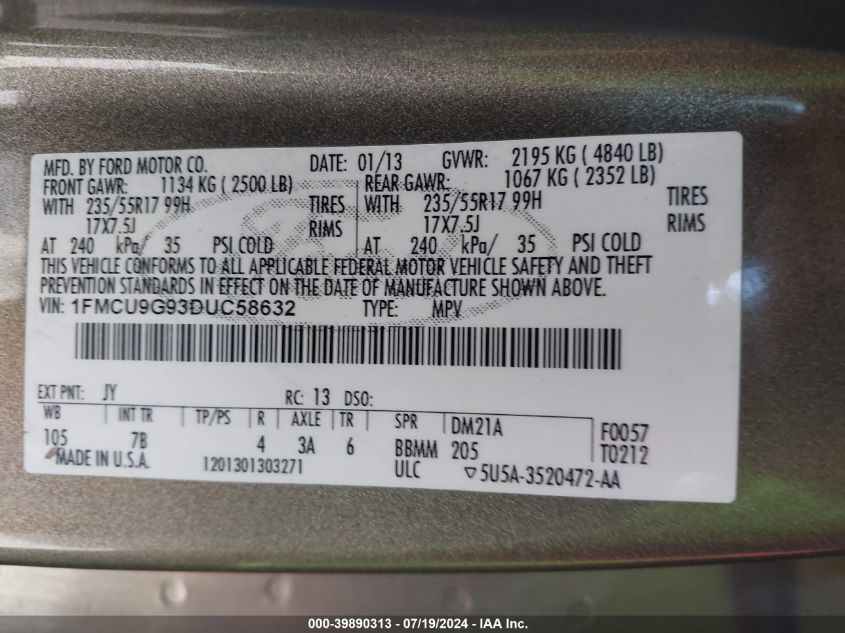 MFD. BY FORD MOTOR CO. DATE: 01/13 GVWR: 2195 KG ( 4840 LB)
FRONT GAWR: 1134 KG ( 2500 LB) REAR GAWR: 1067 KG ( 2352 LB)
WITH 235/55R17 99H TIRES WITH 235/55R17 99H TIRES
17X7.5J RIMS 17X7.5J RIMS
AT 240 kPa/ 35 PSI COLD AT 240 kPa/ 35 PSI COLD
THIS VEHICLE CONFORMS TO ALL APPLICABLE FEDERAL MOTOR VEHICLE SAFETY AND THEFT
PREVENTION STANDARDS IN EFFECT ON THE DATE OF MANUFACTURE SHOWN ABOVE.
VIN: 1FMCU9G93DUC58632 TYPE: MPV
EXT PNT: JY RC: 13 DSO:
WB INT TR TP/PS R AXLE TR SPR DM21A F0057
105 7B 4 3A 6 BBMM 205 T0212
MADE IN U.S.A. 1201301303271 ULC ▽5U5A-3520472-AA
000-39890313 - 07/19/2024 - IAAI Inc.